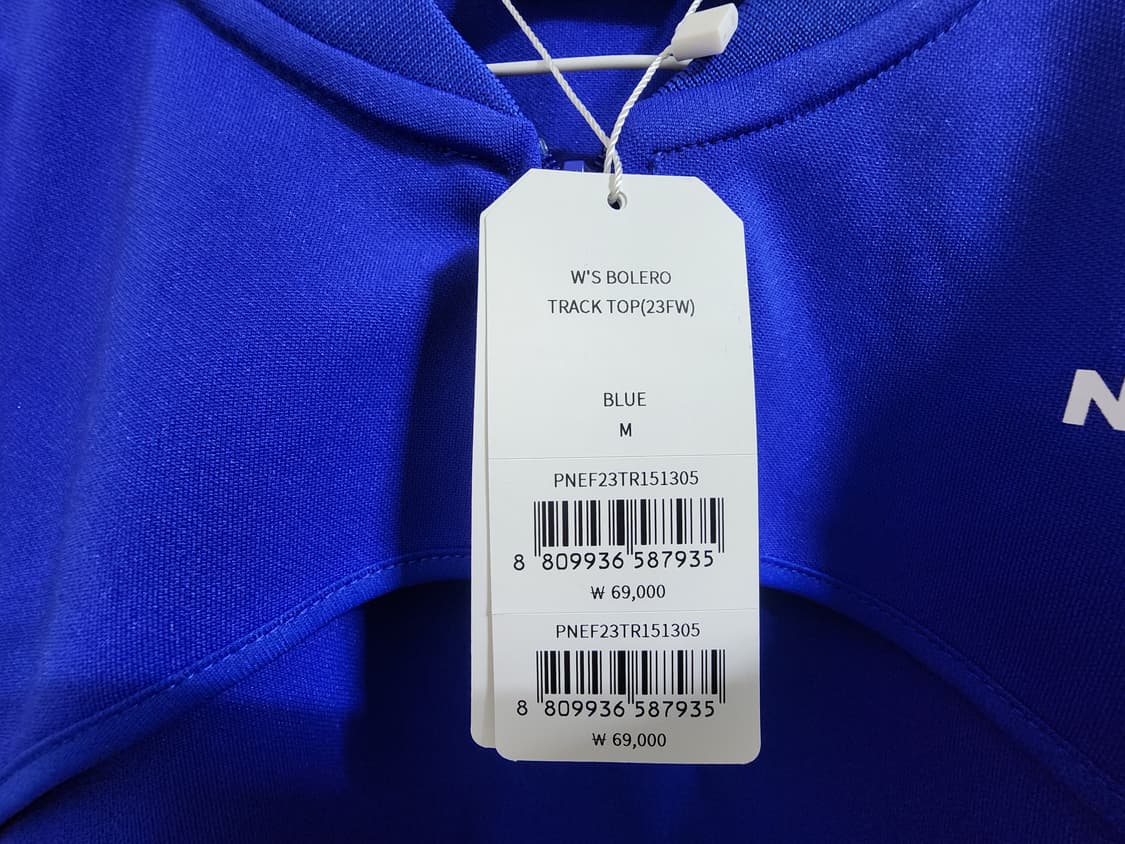 W'S BOLERO
TRACK TOP(23FW)
BLUE
M
PNEF23TR151305
8 809936 587935
₩ 69,000
PNEF23TR151305
8 809936 587935
₩ 69,000
N